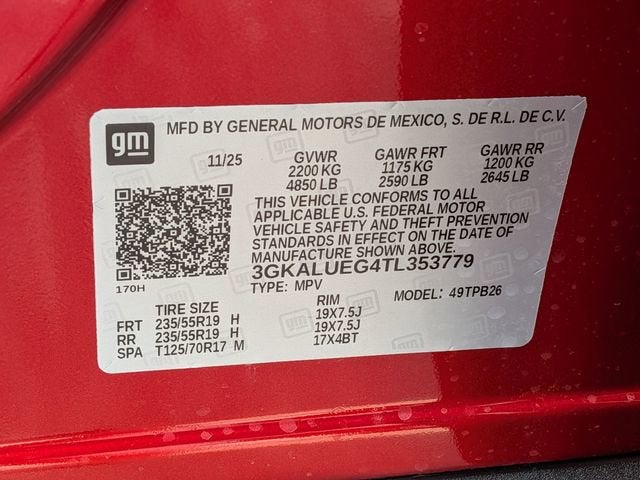 gm MFD BY GENERAL MOTORS DE MEXICO, S. DE R.L. DE C.V.
11/25 GVWR GAWR FRT GAWR RR
2200 KG 1175 KG 1200 KG
4850 LB 2590 LB 2645 LB
THIS VEHICLE CONFORMS TO ALL
APPLICABLE U.S. FEDERAL MOTOR
VEHICLE SAFETY AND THEFT PREVENTION
STANDARDS IN EFFECT ON THE DATE OF
MANUFACTURE SHOWN ABOVE.
3GKALUEG4TL353779
170H
TYPE: MPV MODEL: 49TPB26
TIRE SIZE RIM
FRT 235/55R19 H 19X7.5J
RR 235/55R19 H 19X7.5J
SPA T125/70R17 M 17X4BT